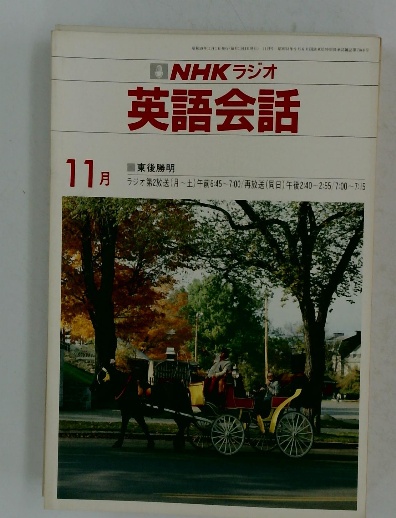 NHKラジオ
英語会話
11月
■東後勝明
ラジオ第2放送(月〜土)午前6:45〜7:00/再放送(同日)午後2:40〜2:55/7:00〜7:15